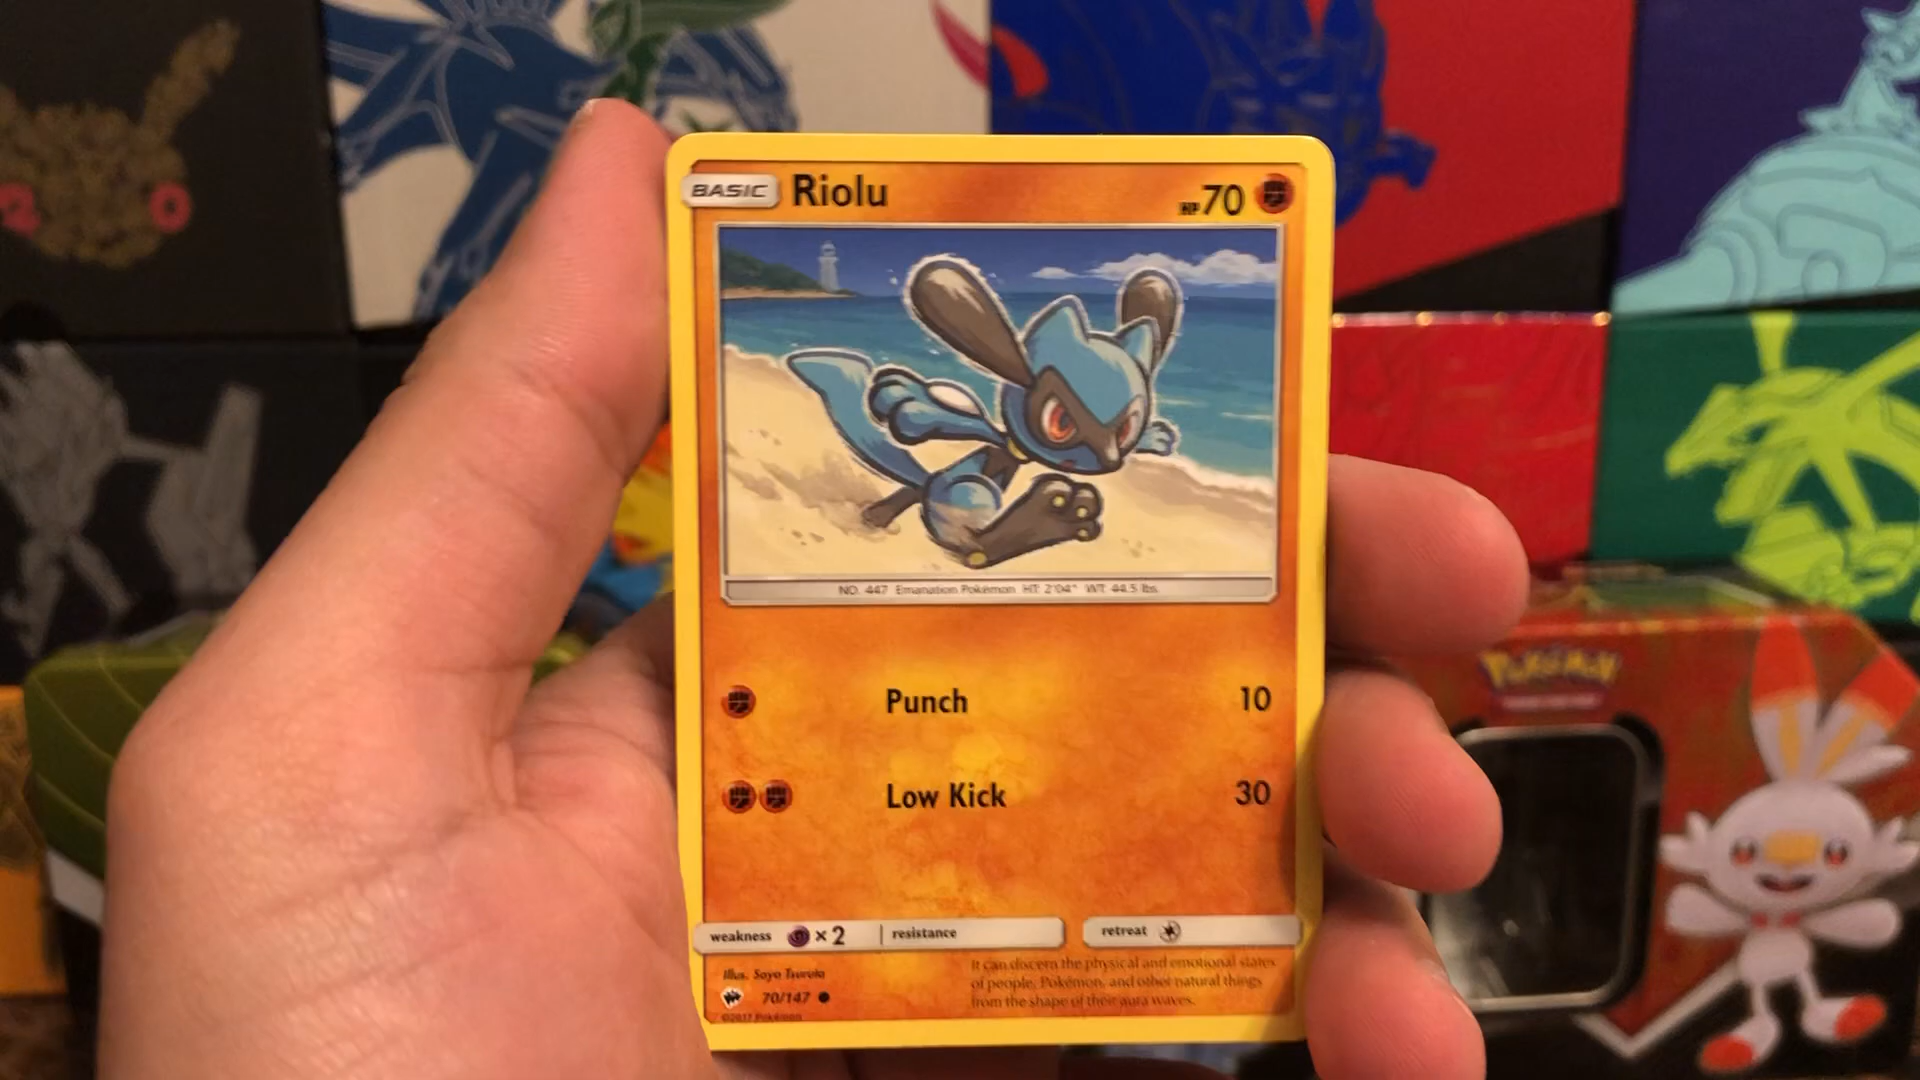 BASIC Riolu HP70
NO. 447 Emanation Pokémon HT: 2'04" WT: 44.5 lbs.
Punch 10
Low Kick 30
weakness ×2 resistance retreat
Illus. Saya Tsuruta
It can discern the physical and emotional states
of people, Pokémon, and other natural things
from the shape of their aura waves.
70/147
©2017 Pokémon
POKéMON